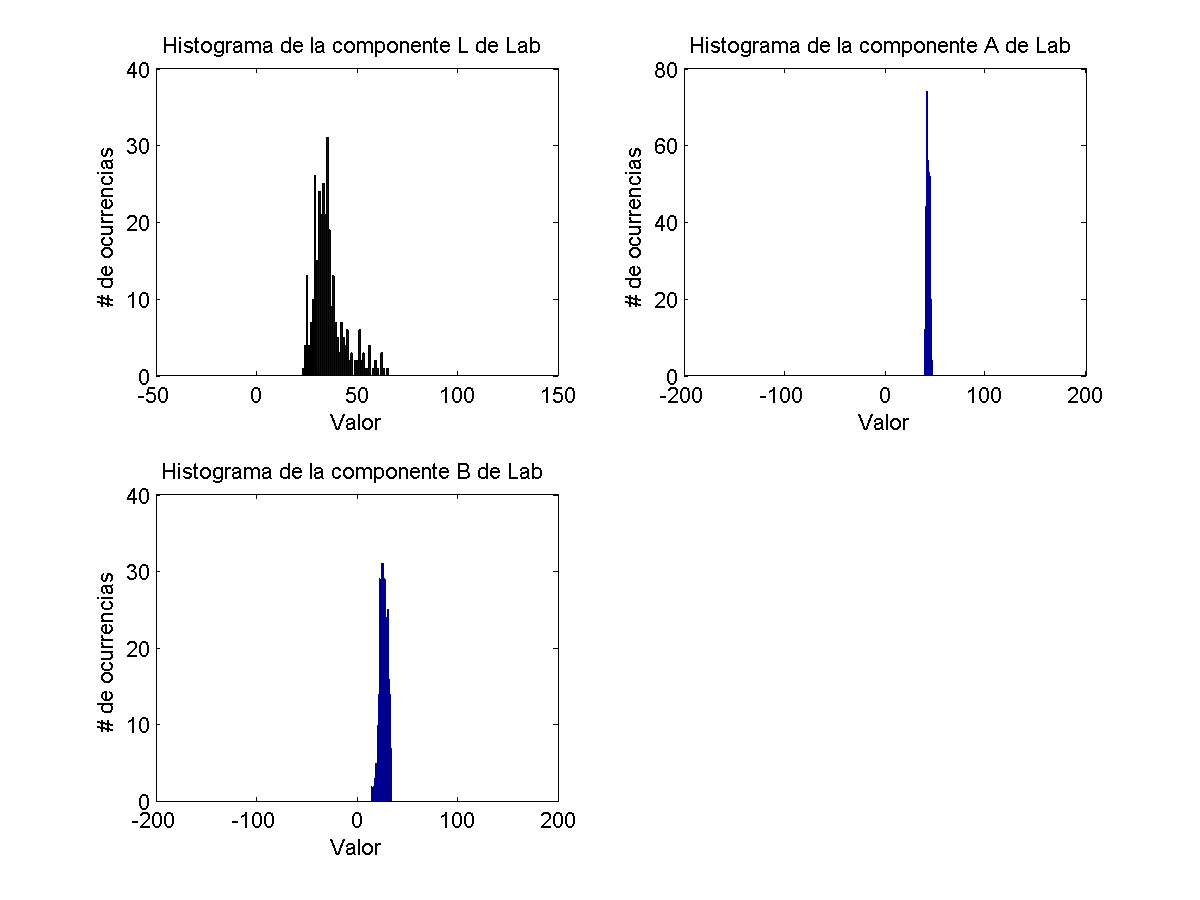 Histograma de la componente L de Lab
40
30
20
10
0
-50 0 50 100 150
# de ocurrencias
Valor
Histograma de la componente A de Lab
80
60
40
20
0
-200 -100 0 100 200
# de ocurrencias
Valor
Histograma de la componente B de Lab
40
30
20
10
0
-200 -100 0 100 200
# de ocurrencias
Valor